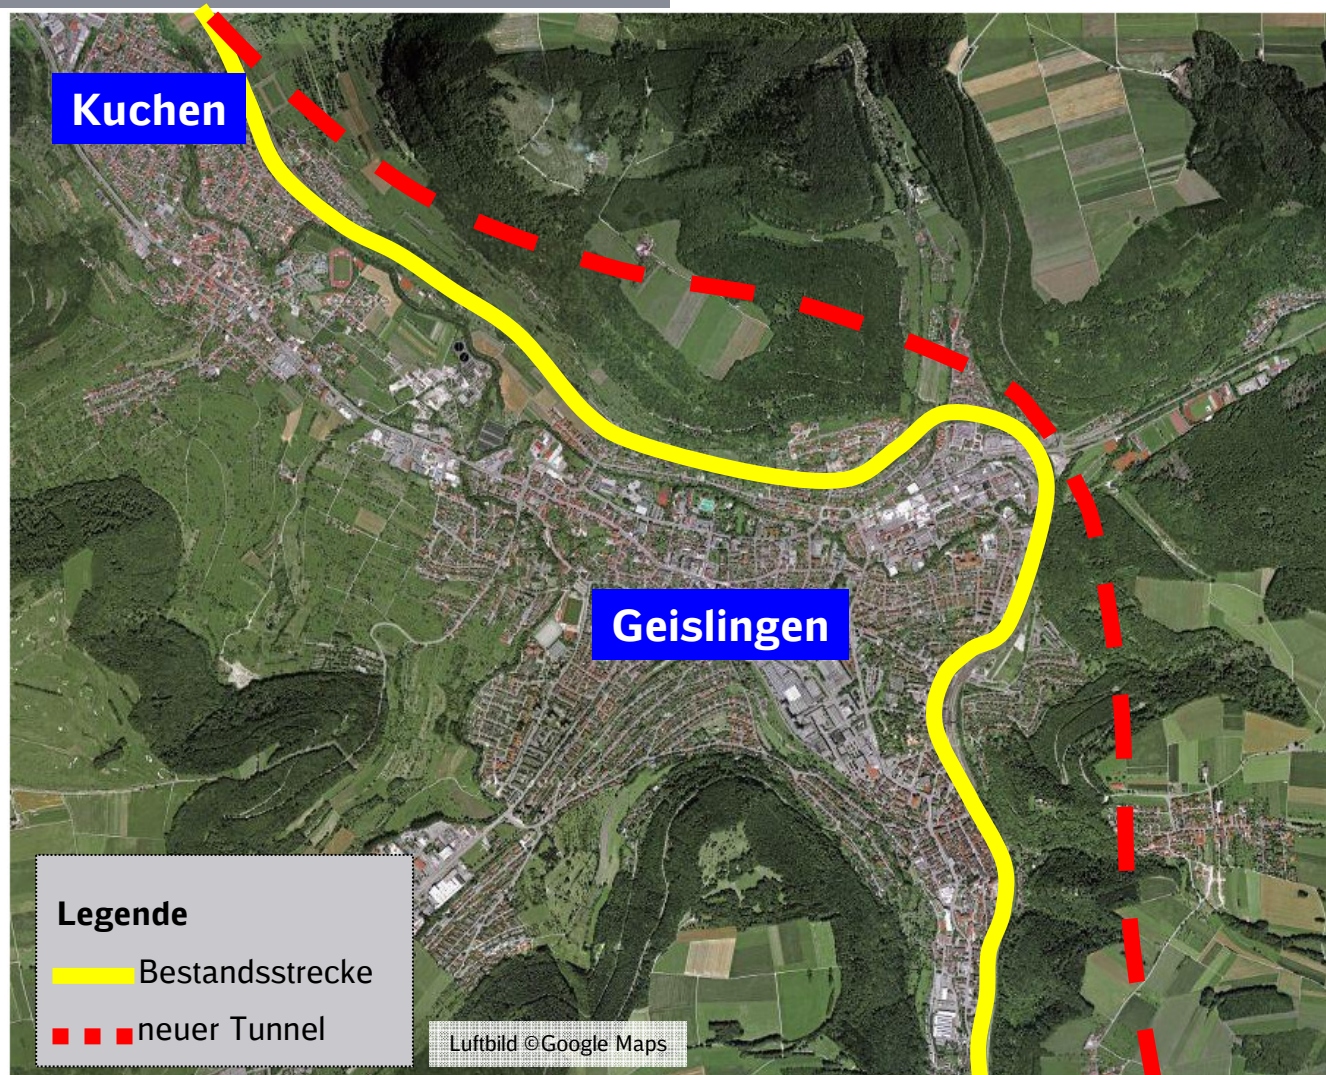 Kuchen
Geislingen
Legende
Bestandsstrecke
neuer Tunnel
Luftbild ©Google Maps